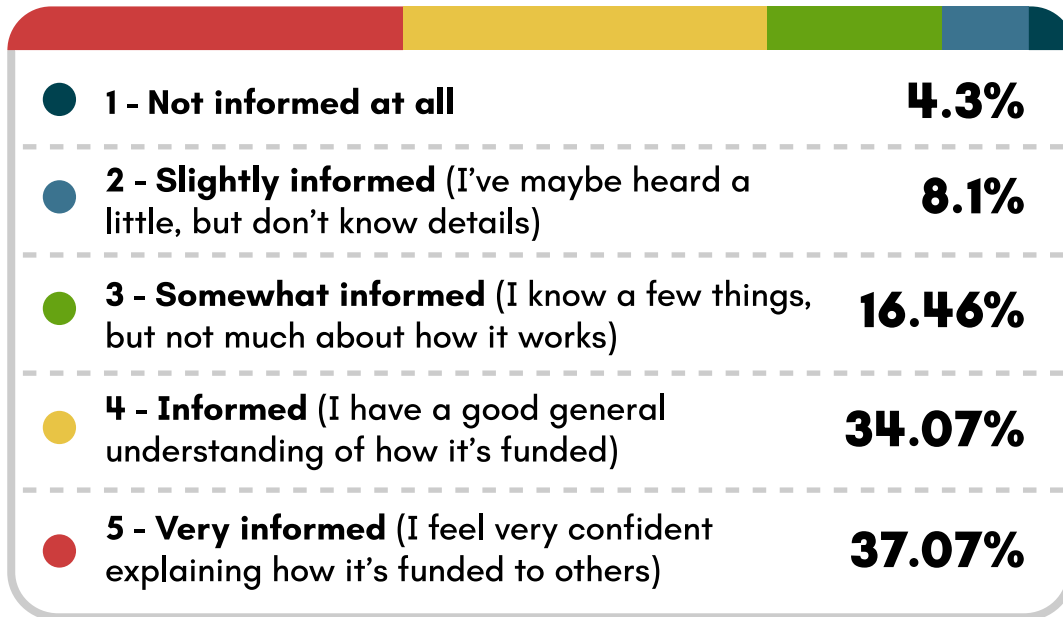 1 - Not informed at all
4.3%
2 - Slightly informed (I've maybe heard a
little, but don't know details)
8.1%
3 - Somewhat informed (I know a few things,
but not much about how it works)
16.46%
4 - Informed (I have a good general
understanding of how it's funded)
34.07%
5 - Very informed (I feel very confident
explaining how it's funded to others)
37.07%